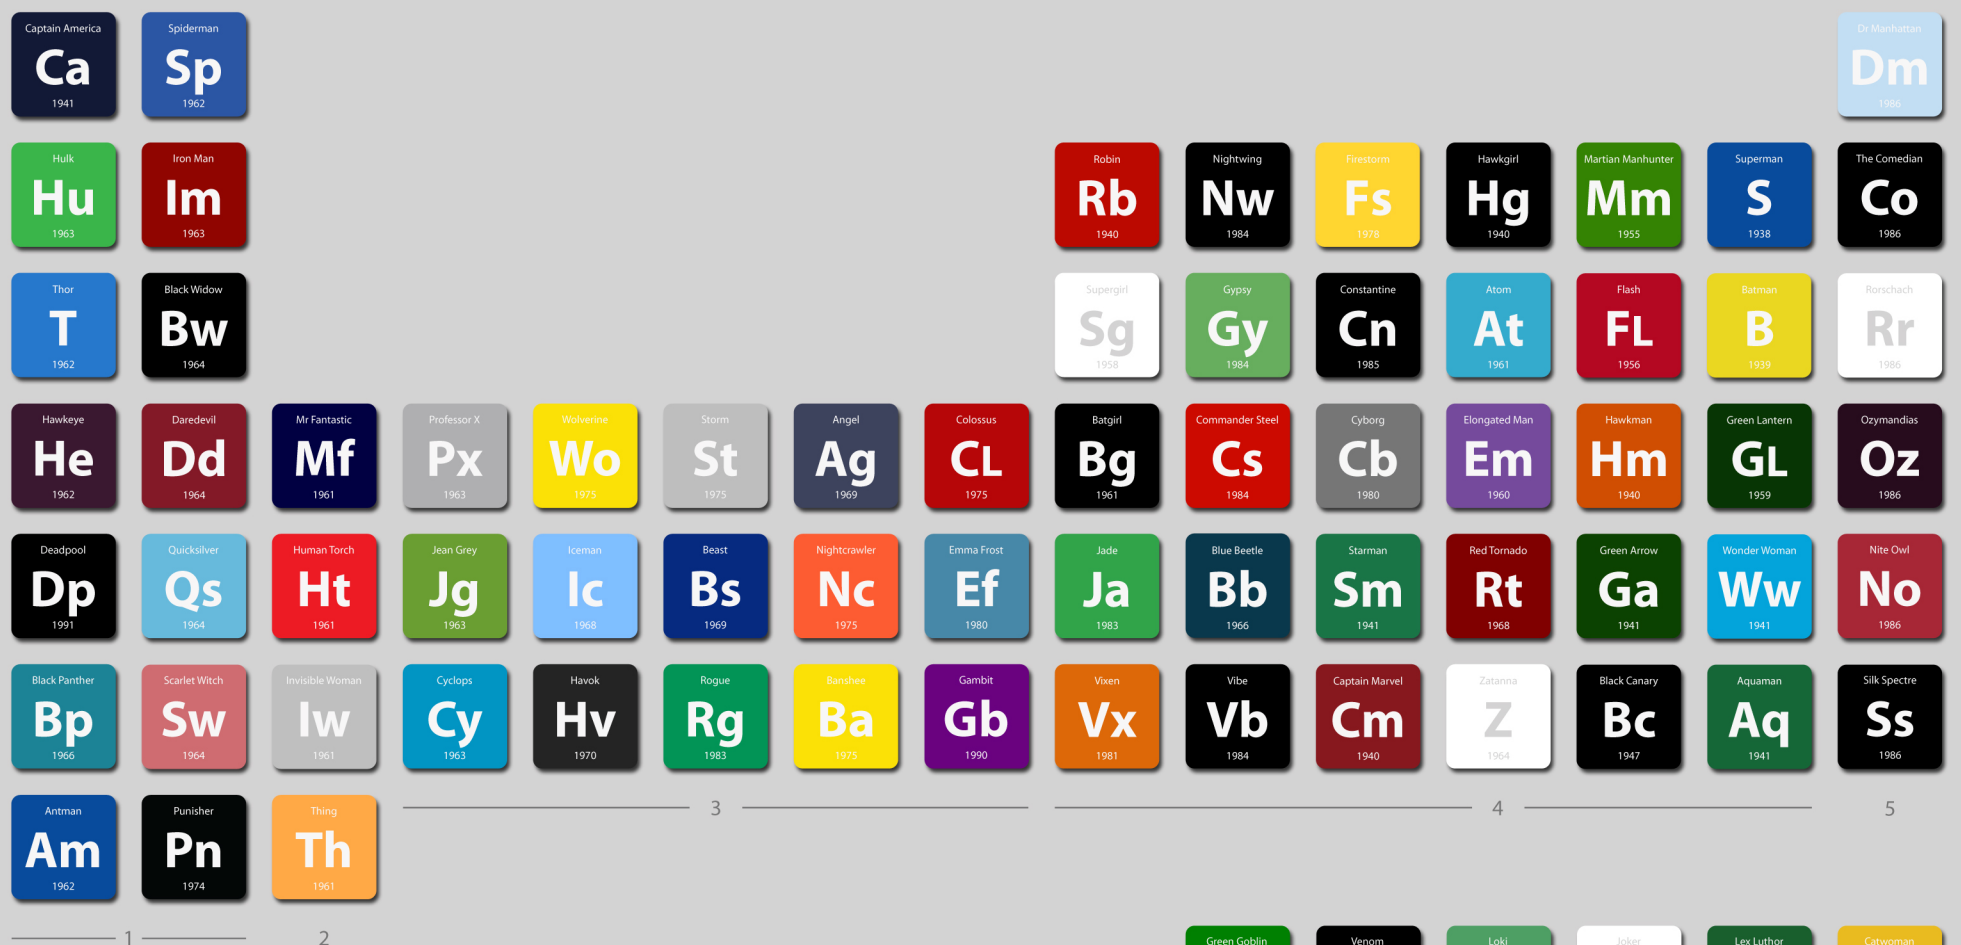 Captain America
Ca
1941
Spiderman
Sp
1962
Dr Manhattan
Dm
1986
Hulk
Hu
1963
Iron Man
Im
1963
Robin
Rb
1940
Nightwing
Nw
1984
Firestorm
Fs
1978
Hawkgirl
Hg
1940
Martian Manhunter
Mm
1955
Superman
S
1938
The Comedian
Co
1986
Thor
T
1962
Black Widow
Bw
1964
Supergirl
Sg
1958
Gypsy
Gy
1984
Constantine
Cn
1985
Atom
At
1961
Flash
FL
1956
Batman
B
1939
Rorschach
Rr
1986
Hawkeye
He
1962
Daredevil
Dd
1964
Mr Fantastic
Mf
1961
Professor X
Px
1963
Wolverine
Wo
1975
Storm
St
1975
Angel
Ag
1969
Colossus
CL
1975
Batgirl
Bg
1961
Commander Steel
Cs
1984
Cyborg
Cb
1980
Elongated Man
Em
1960
Hawkman
Hm
1940
Green Lantern
GL
1959
Ozymandias
Oz
1986
Deadpool
Dp
1991
Quicksilver
Qs
1964
Human Torch
Ht
1961
Jean Grey
Jg
1963
Iceman
Ic
1968
Beast
Bs
1969
Nightcrawler
Nc
1975
Emma Frost
Ef
1980
Jade
Ja
1983
Blue Beetle
Bb
1966
Starman
Sm
1941
Red Tornado
Rt
1968
Green Arrow
Ga
1941
Wonder Woman
Ww
1941
Nite Owl
No
1986
Black Panther
Bp
1966
Scarlet Witch
Sw
1964
Invisible Woman
Iw
1961
Cyclops
Cy
1963
Havok
Hv
1970
Rogue
Rg
1983
Banshee
Ba
1975
Gambit
Gb
1990
Vixen
Vx
1981
Vibe
Vb
1984
Captain Marvel
Cm
1940
Zatanna
Z
1964
Black Canary
Bc
1947
Aquaman
Aq
1941
Silk Spectre
Ss
1986
Antman
Am
1962
Punisher
Pn
1974
Thing
Th
1961
3
4
5
1
2
Green Goblin
Venom
Loki
Joker
Lex Luthor
Catwoman